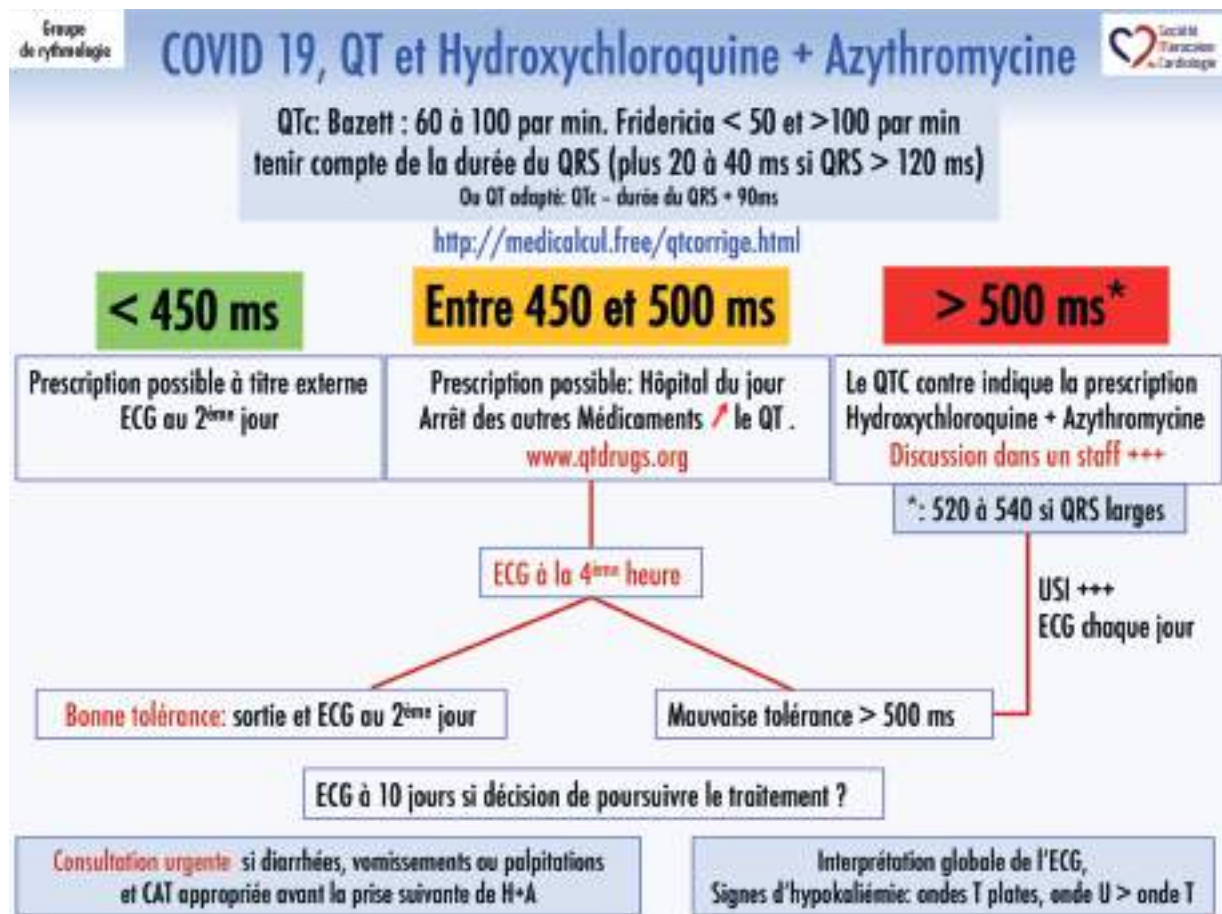 Groupe
de rythmologie
COVID 19, QT et Hydroxychloroquine + Azythromycine
Société
Marocaine
de Cardiologie
QTc: Bazett : 60 à 100 par min. Fridericia < 50 et >100 par min
tenir compte de la durée du QRS (plus 20 à 40 ms si QRS > 120 ms)
Ou QT adapté: QTc - durée du QRS + 90ms
http://medicalcul.free/qtcorrige.html
< 450 ms
Entre 450 et 500 ms
> 500 ms*
Prescription possible à titre externe
ECG au 2ème jour
Prescription possible: Hôpital du jour
Arrêt des autres Médicaments ↗ le QT .
www.qtdrugs.org
Le QTC contre indique la prescription
Hydroxychloroquine + Azythromycine
Discussion dans un staff +++
*: 520 à 540 si QRS larges
ECG à la 4ème heure
USI +++
ECG chaque jour
Bonne tolérance: sortie et ECG au 2ème jour
Mauvaise tolérance > 500 ms
ECG à 10 jours si décision de poursuivre le traitement ?
Consultation urgente si diarrhées, vomissements ou palpitations
et CAT appropriée avant la prise suivante de H+A
Interprétation globale de l'ECG,
Signes d'hypokaliémie: ondes T plates, onde U > onde T